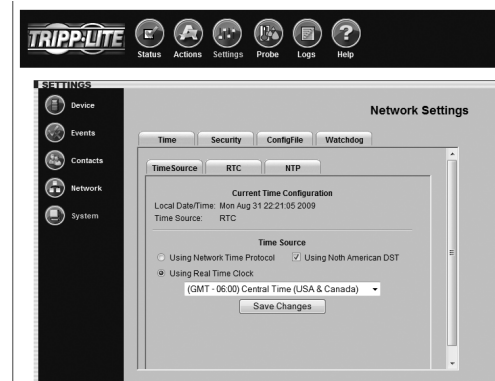 TRIPP·LITE
Status Actions Settings Probe Logs Help
SETTINGS
Device
Events
Contacts
Network
System
Network Settings
Time Security ConfigFile Watchdog
TimeSource RTC NTP
Current Time Configuration
Local Date/Time: Mon Aug 31 22:21:05 2009
Time Source: RTC
Time Source
Using Network Time Protocol Using Noth American DST
Using Real Time Clock
(GMT - 06:00) Central Time (USA & Canada)
Save Changes